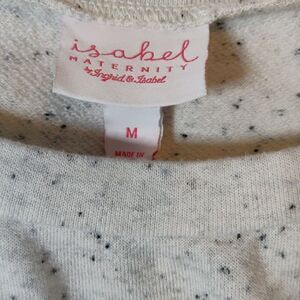 isabel
MATERNITY
by Ingrid & Isabel
M
MADE IN